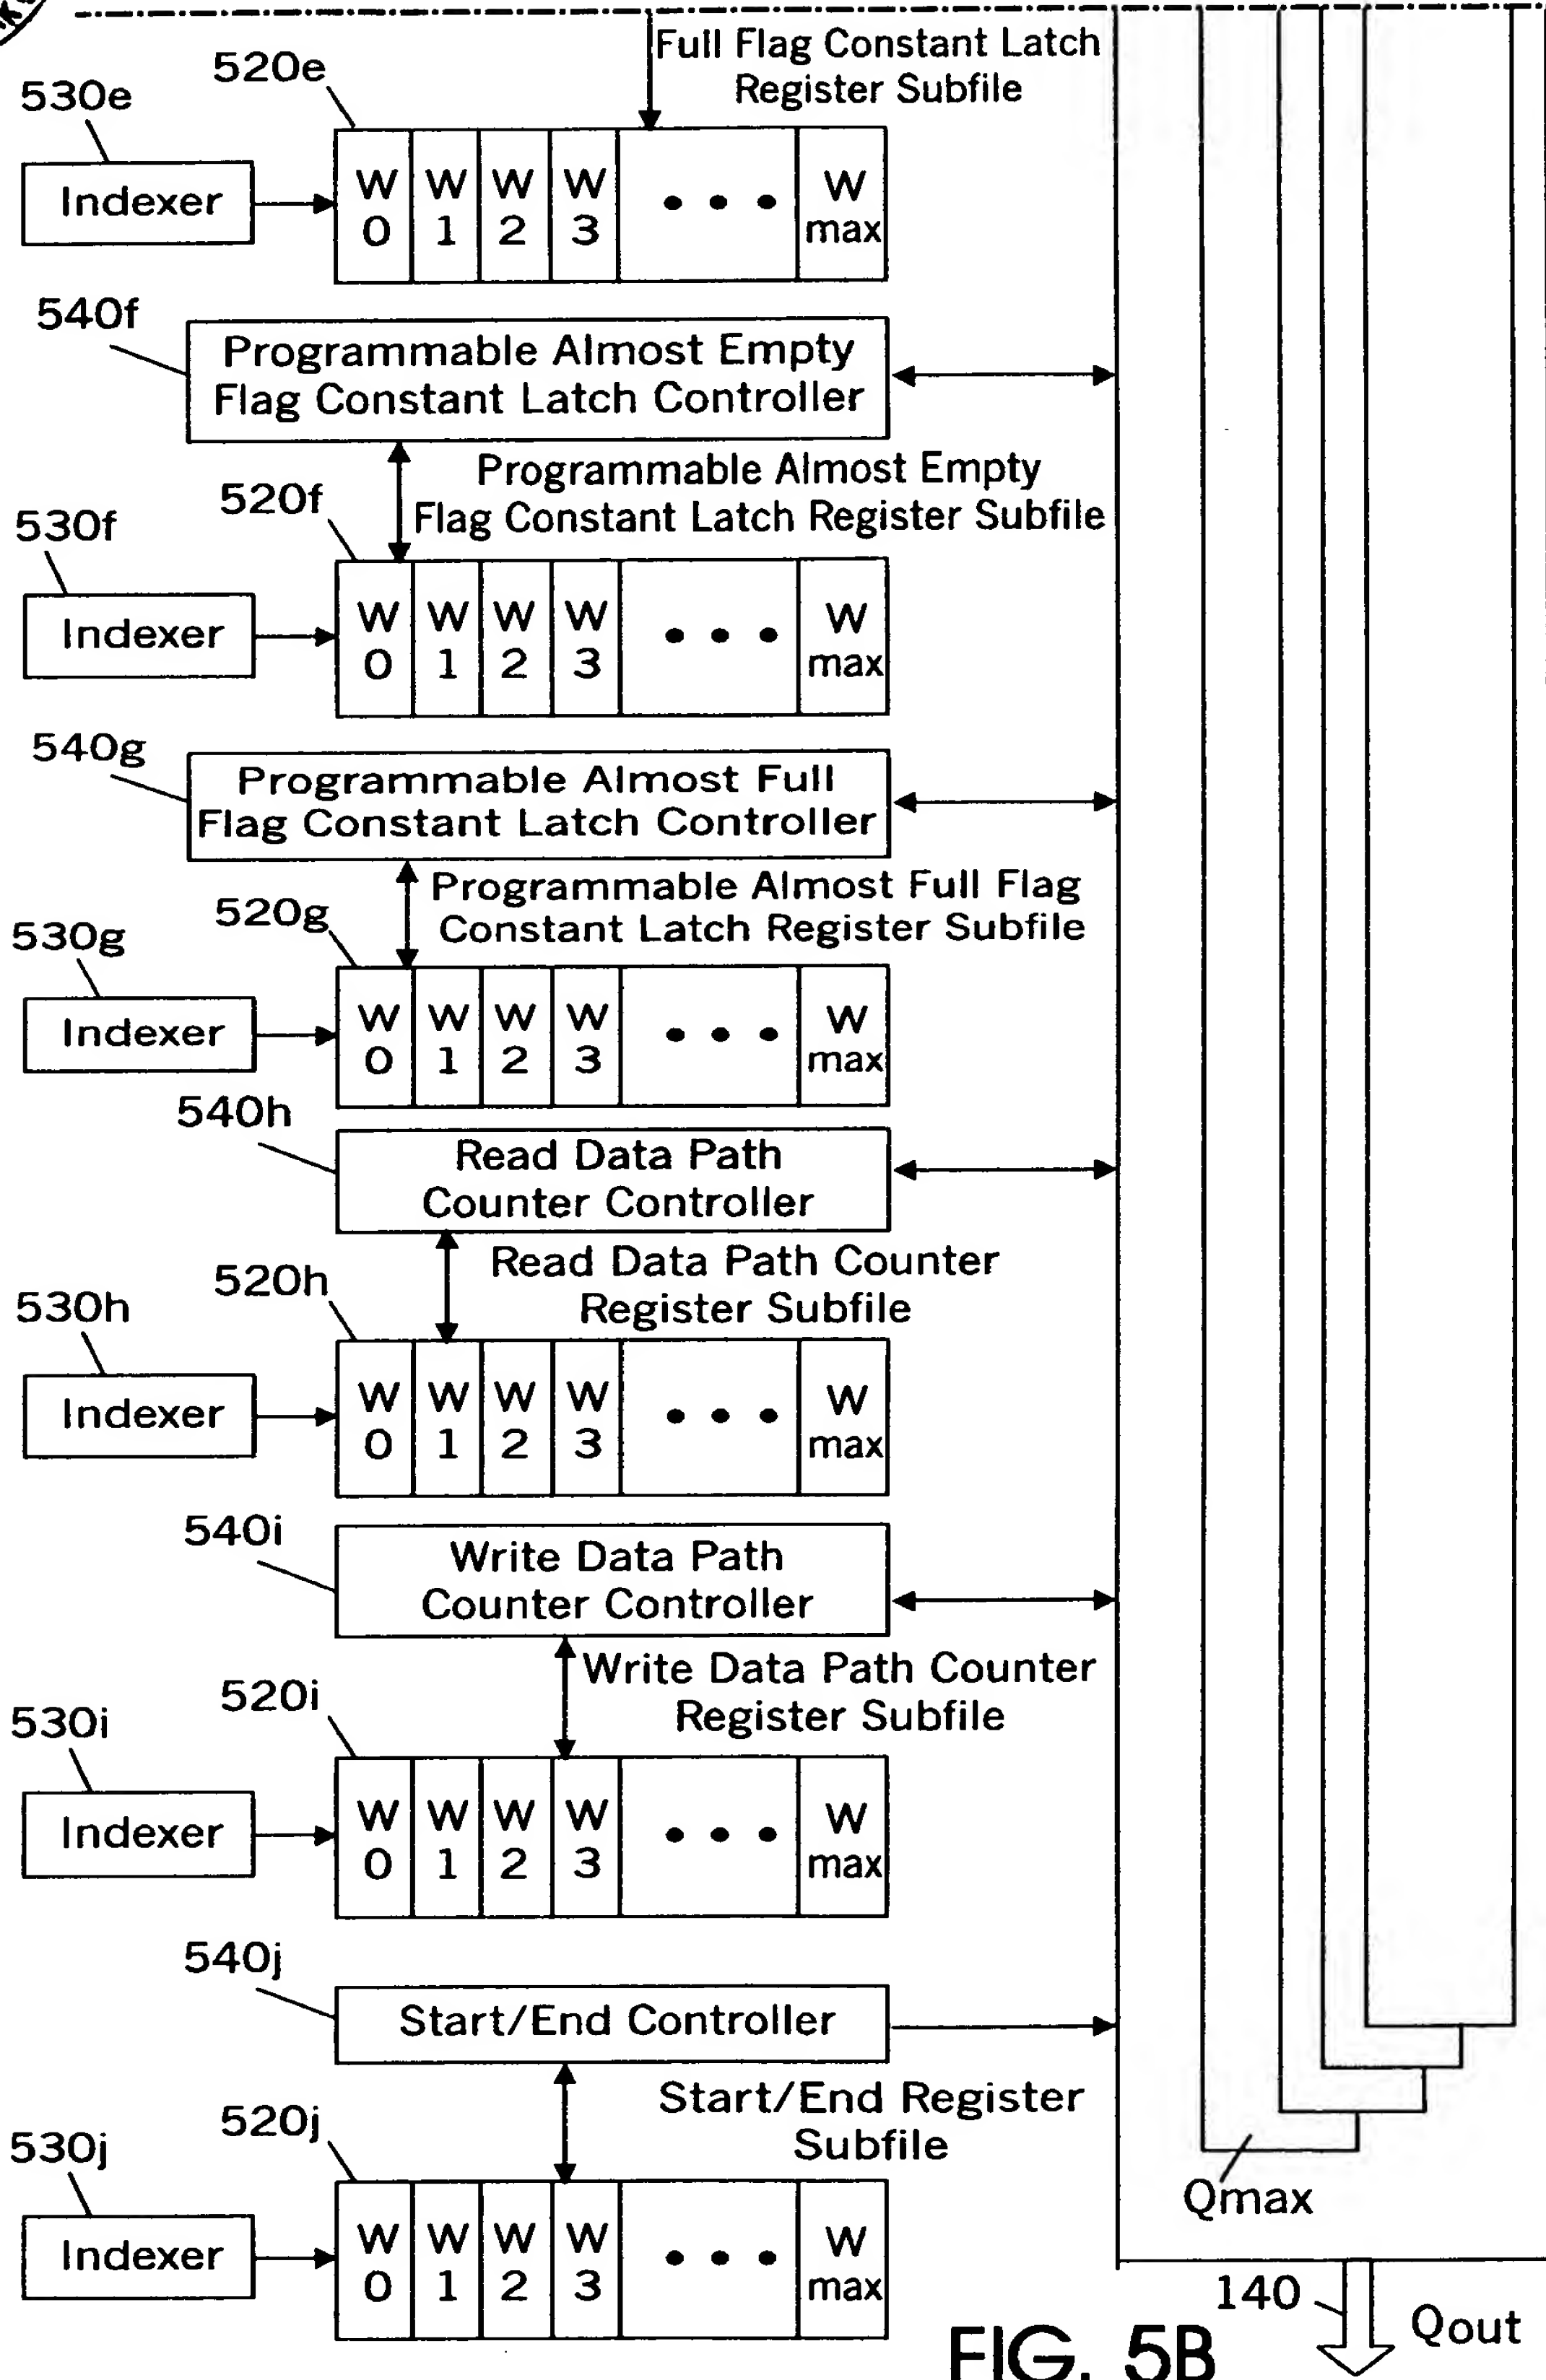 Full Flag Constant Latch
Register Subfile
520e
530e
Indexer
W W W W W
0 1 2 3 • • • max
540f
Programmable Almost Empty
Flag Constant Latch Controller
Programmable Almost Empty
Flag Constant Latch Register Subfile
520f
530f
Indexer
W W W W W
0 1 2 3 • • • max
540g
Programmable Almost Full
Flag Constant Latch Controller
Programmable Almost Full Flag
Constant Latch Register Subfile
520g
530g
Indexer
W W W W W
0 1 2 3 • • • max
540h
Read Data Path
Counter Controller
Read Data Path Counter
Register Subfile
520h
530h
Indexer
W W W W W
0 1 2 3 • • • max
540i
Write Data Path
Counter Controller
Write Data Path Counter
Register Subfile
520i
530i
Indexer
W W W W W
0 1 2 3 • • • max
540j
Start/End Controller
Start/End Register
Subfile
520j
530j
Indexer
W W W W W
0 1 2 3 • • • max
Qmax
140
Qout
FIG. 5B